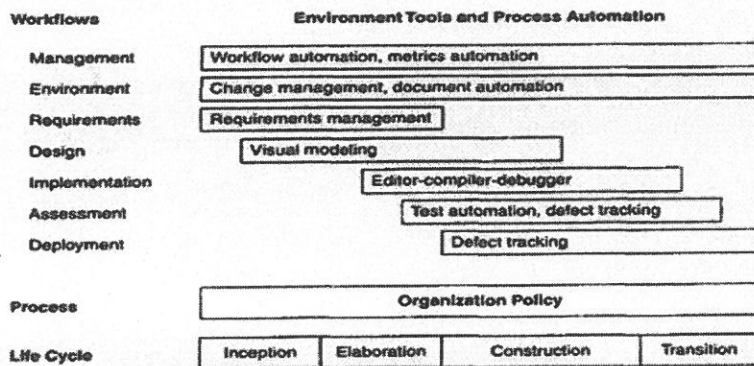 Workflows Environment Tools and Process Automation
Management Workflow automation, metrics automation
Environment Change management, document automation
Requirements Requirements management
Design Visual modeling
Implementation Editor-compiler-debugger
Assessment Test automation, defect tracking
Deployment Defect tracking
Process Organization Policy
Life Cycle Inception Elaboration Construction Transition